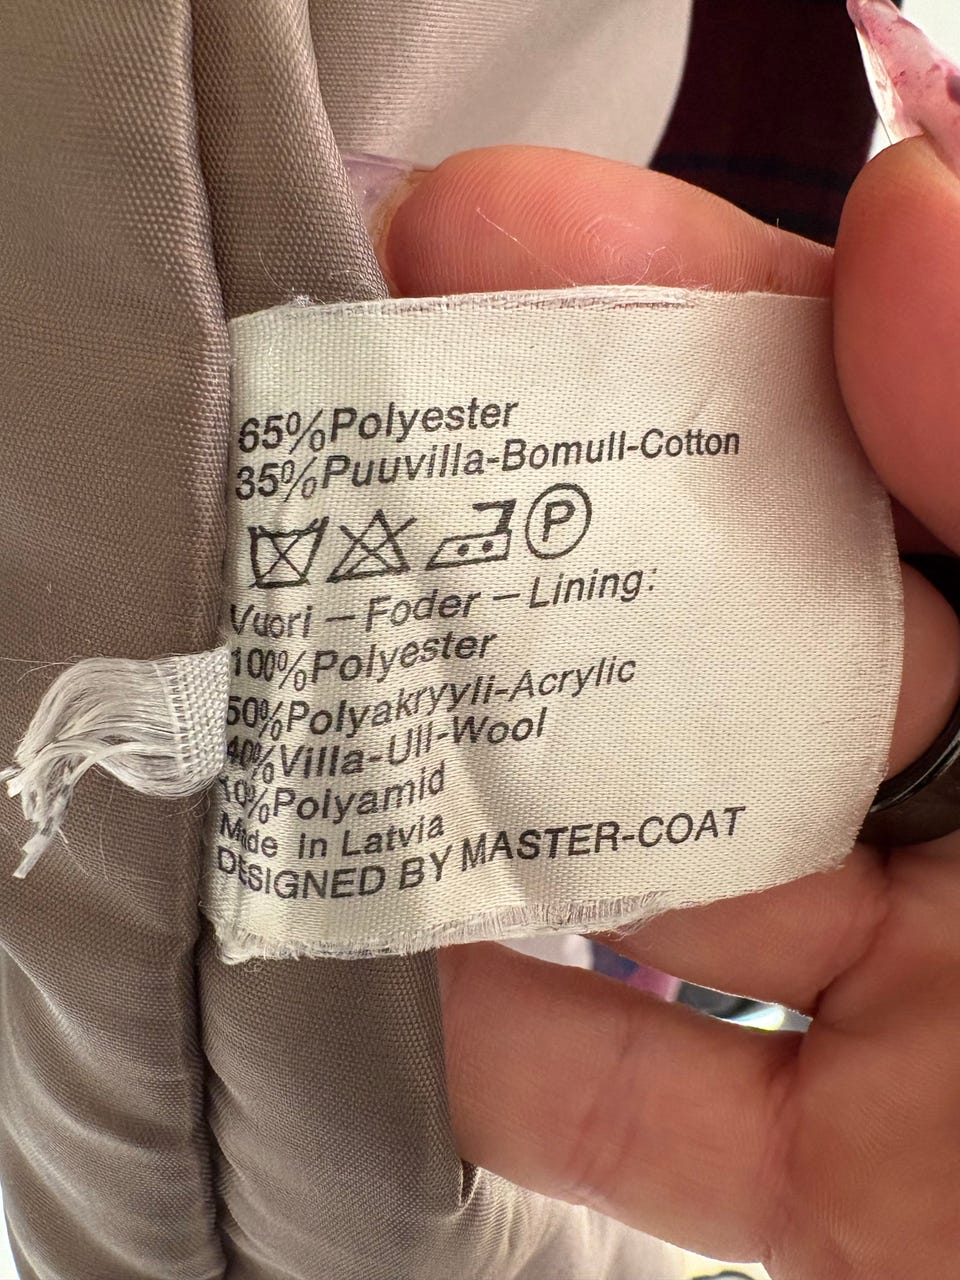 65%Polyester
35%Puuvilla-Bomull-Cotton
P
Vuori – Foder – Lining:
100%Polyester
50%Polyakryyli-Acrylic
40%Villa-Ull-Wool
10%Polyamid
Made in Latvia
DESIGNED BY MASTER-COAT